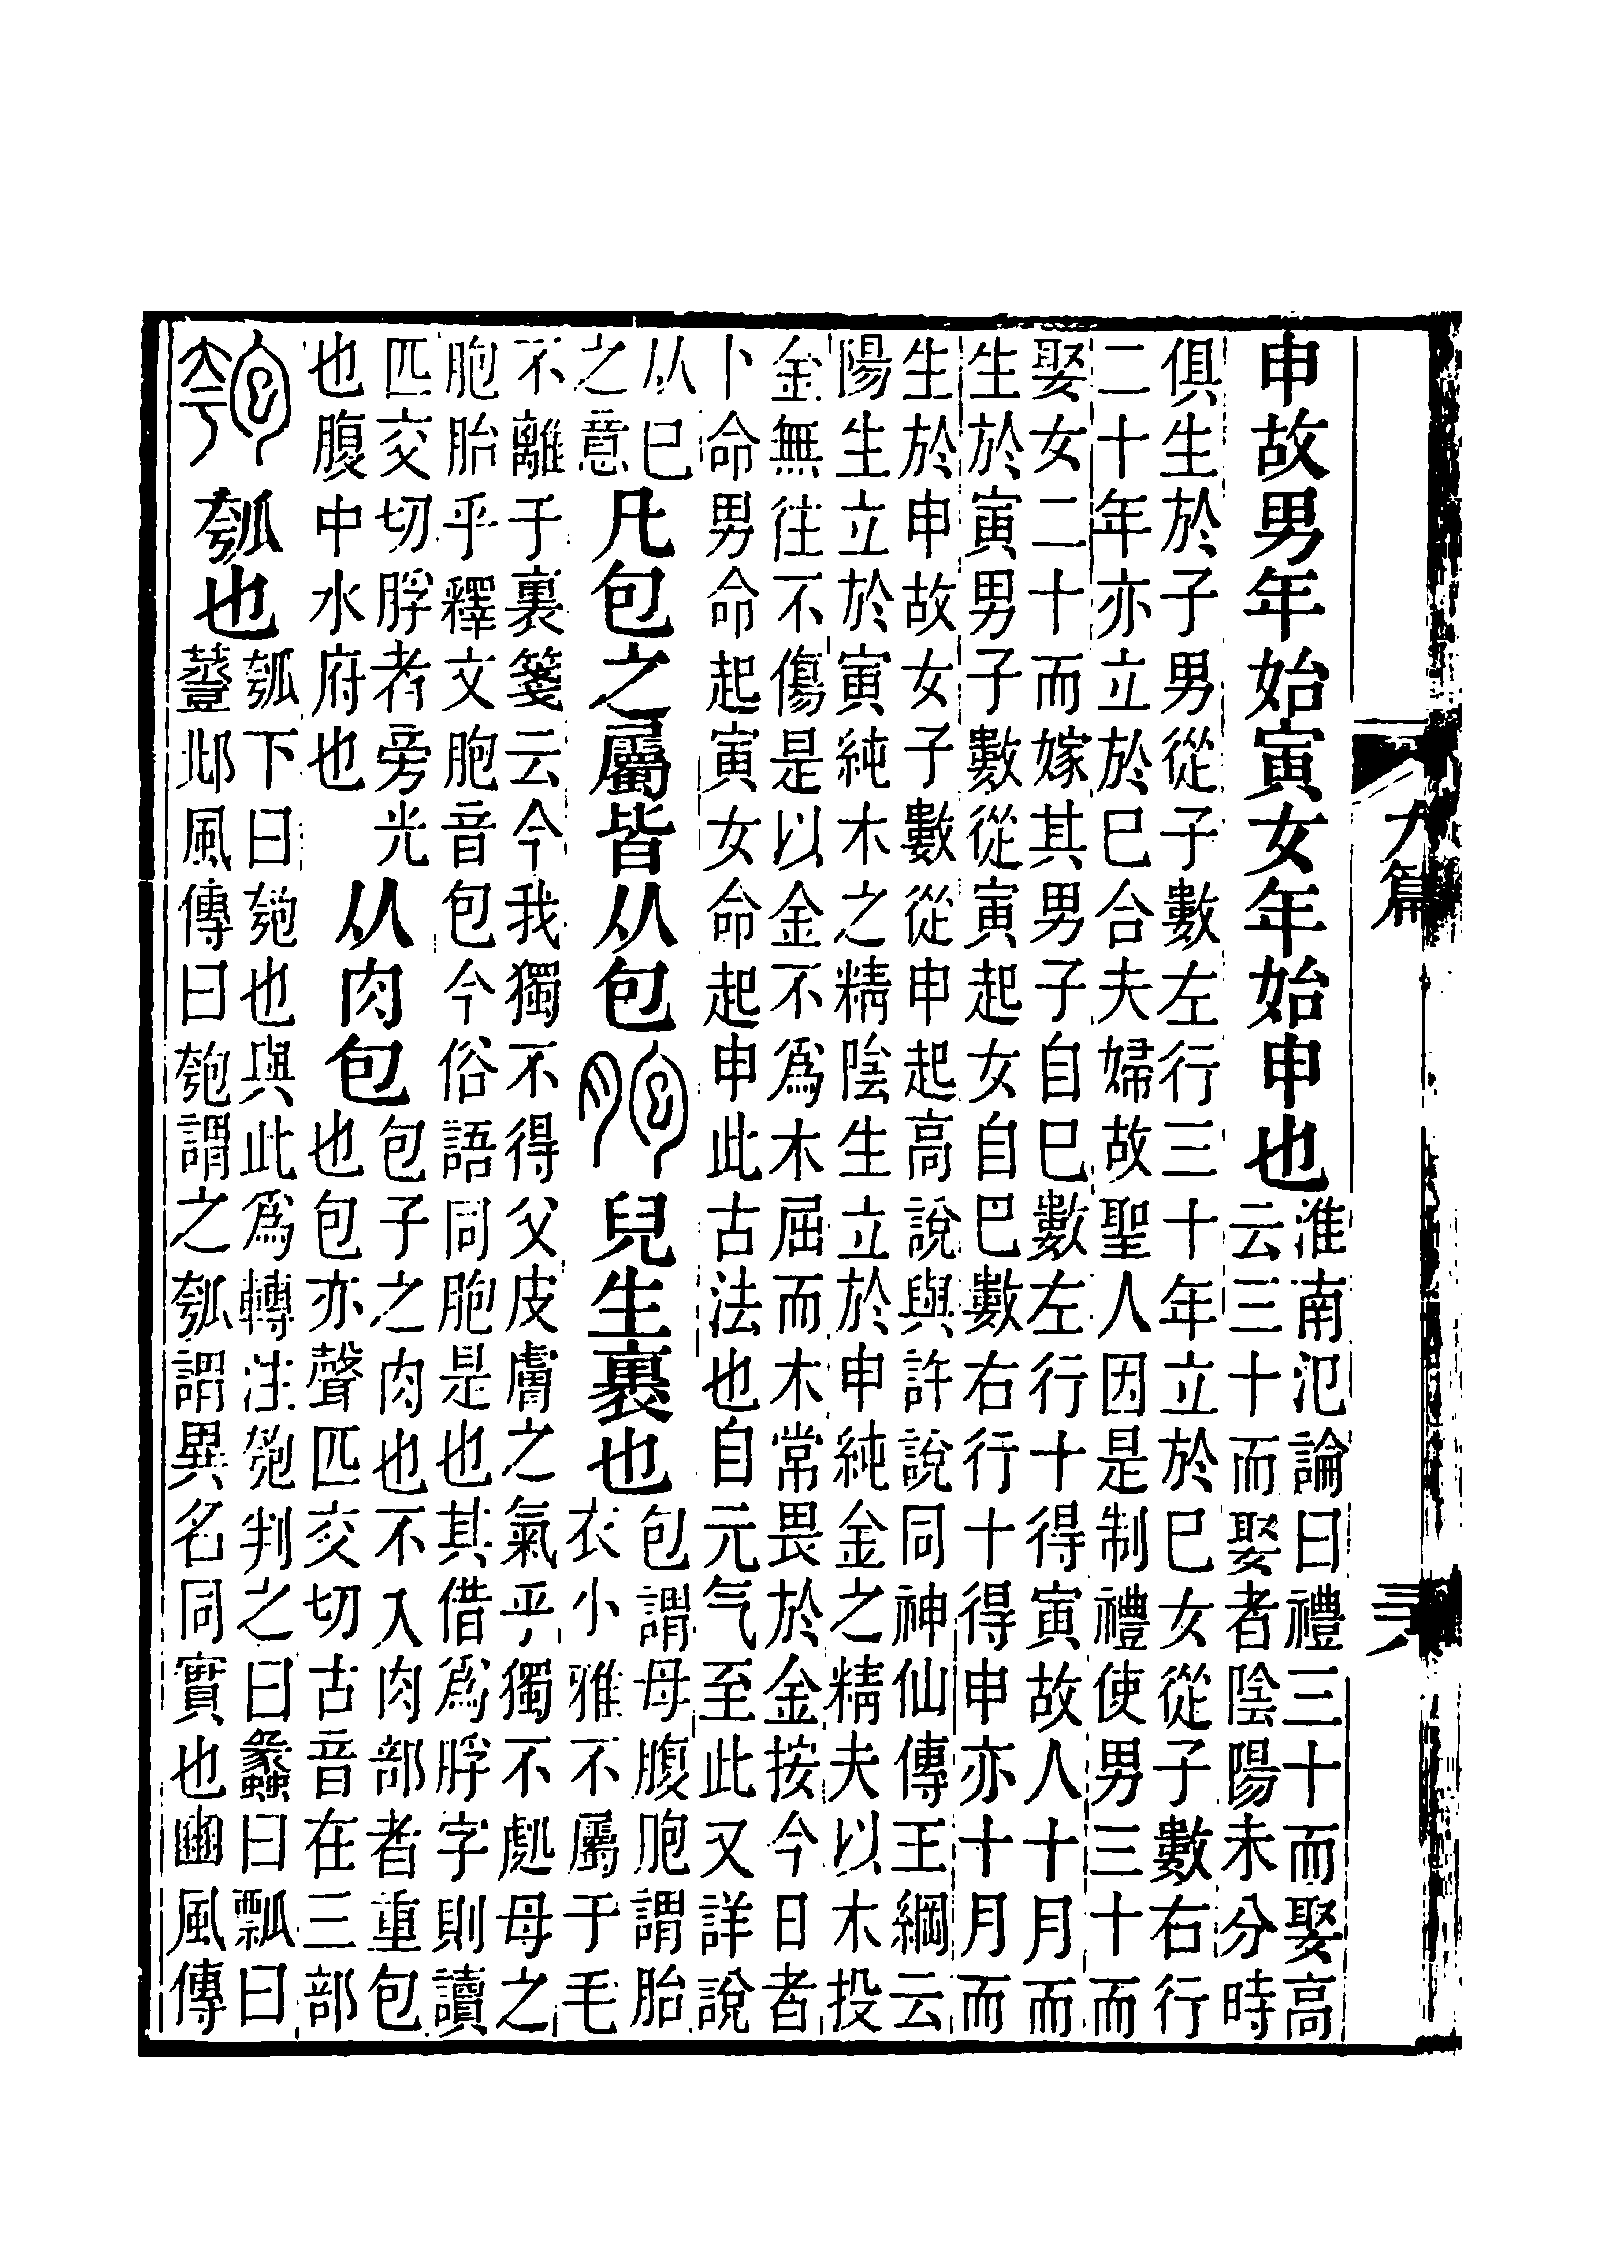 申故男年始寅女年始申也淮南氾論曰禮三十而娶高
云三十而娶者陰陽未分時
俱生於子男從子數左行三十年立於巳女從子數右行
二十年亦立於巳合夫婦故聖人因是制禮使男三十而
娶女二十而嫁其男子自巳數左行十得寅故人十月而
生於寅男子數從寅起女自巳數右行十得申亦十月而
生於申故女子數從申起高說與許說同神仙傳王綱云
陽生立於寅純木之精陰生立於申純金之精夫以木投
金無往不傷是以金不爲木屈而木常畏於金按今日者
卜命男命起寅女命起申此古法也自元气至此又詳說
从巳
之意
凡包之屬皆从包
胞兒生裹也包謂母腹胞謂胎
衣小雅不屬于毛
不離于裏箋云今我獨不得父皮膚之氣乎獨不處母之
胞胎乎釋文胞音包今俗語同胞是也其借爲脬字則讀
匹交切脬者旁光
也腹中水府也
从肉包包子之肉也不入肉部者重包
也包亦聲匹交切古音在三部
匏瓠也瓠下曰匏也與此爲轉注匏判之曰蠡曰瓢曰
邶風傳曰匏謂之瓠謂異名同實也豳風傳
九篇